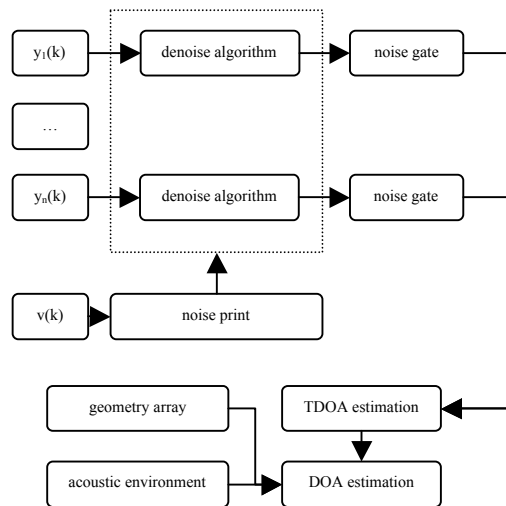 y₁(k)
denoise algorithm
noise gate
...
yₙ(k)
denoise algorithm
noise gate
v(k)
noise print
geometry array
TDOA estimation
acoustic environment
DOA estimation